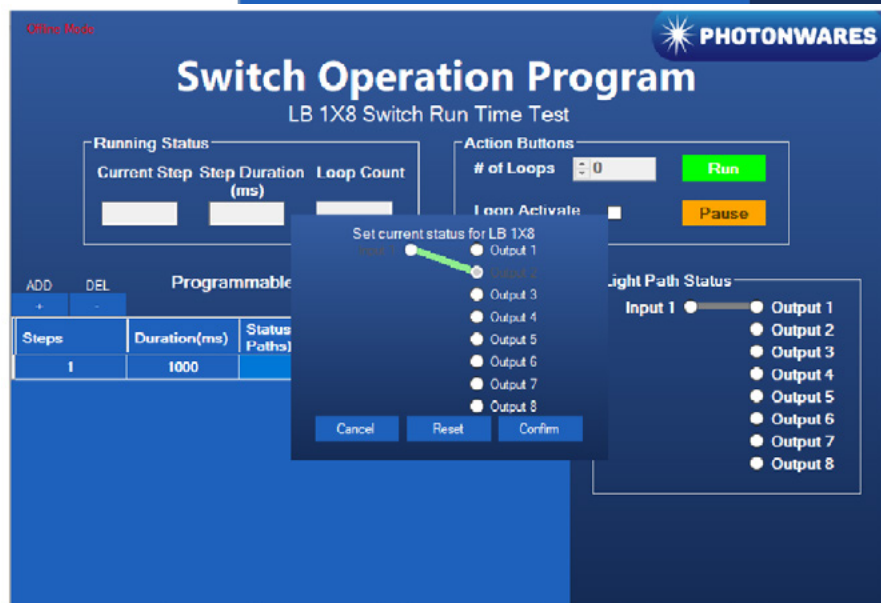 Offline Mode
PHOTONWARES
Switch Operation Program
LB 1X8 Switch Run Time Test
Running Status
Current Step
Step Duration (ms)
Loop Count
Action Buttons
# of Loops
0
Run
Loop Activate
Pause
Set current status for LB 1X8
Input 1
Output 1
Output 2
Output 3
Output 4
Output 5
Output 6
Output 7
Output 8
Cancel
Reset
Confirm
ADD
DEL
+
-
Programmable
Steps
Duration(ms)
Status
Paths)
1
1000
Light Path Status
Input 1
Output 1
Output 2
Output 3
Output 4
Output 5
Output 6
Output 7
Output 8